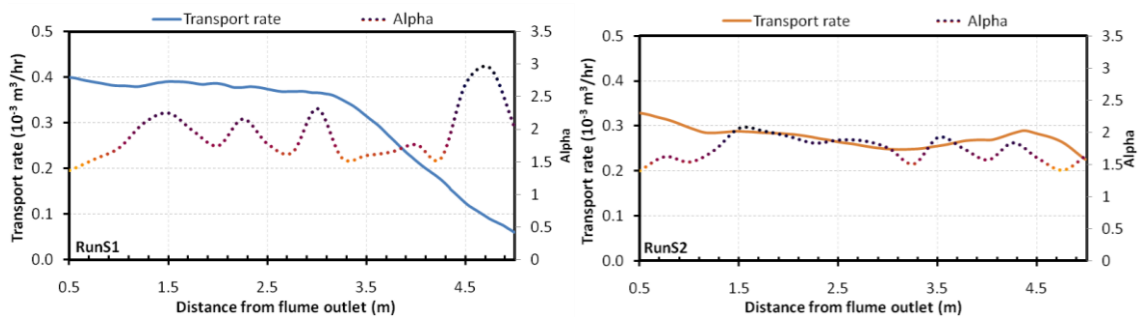 Transport rate Alpha
0.5 3.5
0.4 3
0.3 2.5
0.2 2
0.1 1.5
0.0 1
0.5
0
Transport rate (10⁻³ m³/hr)
Alpha
RunS1
0.5 1.5 2.5 3.5 4.5
Distance from flume outlet (m)
Transport rate Alpha
0.5 3.5
0.4 3
0.3 2.5
0.2 2
0.1 1.5
0.0 1
0.5
0
Transport rate (10⁻³ m³/hr)
Alpha
RunS2
0.5 1.5 2.5 3.5 4.5
Distance from flume outlet (m)